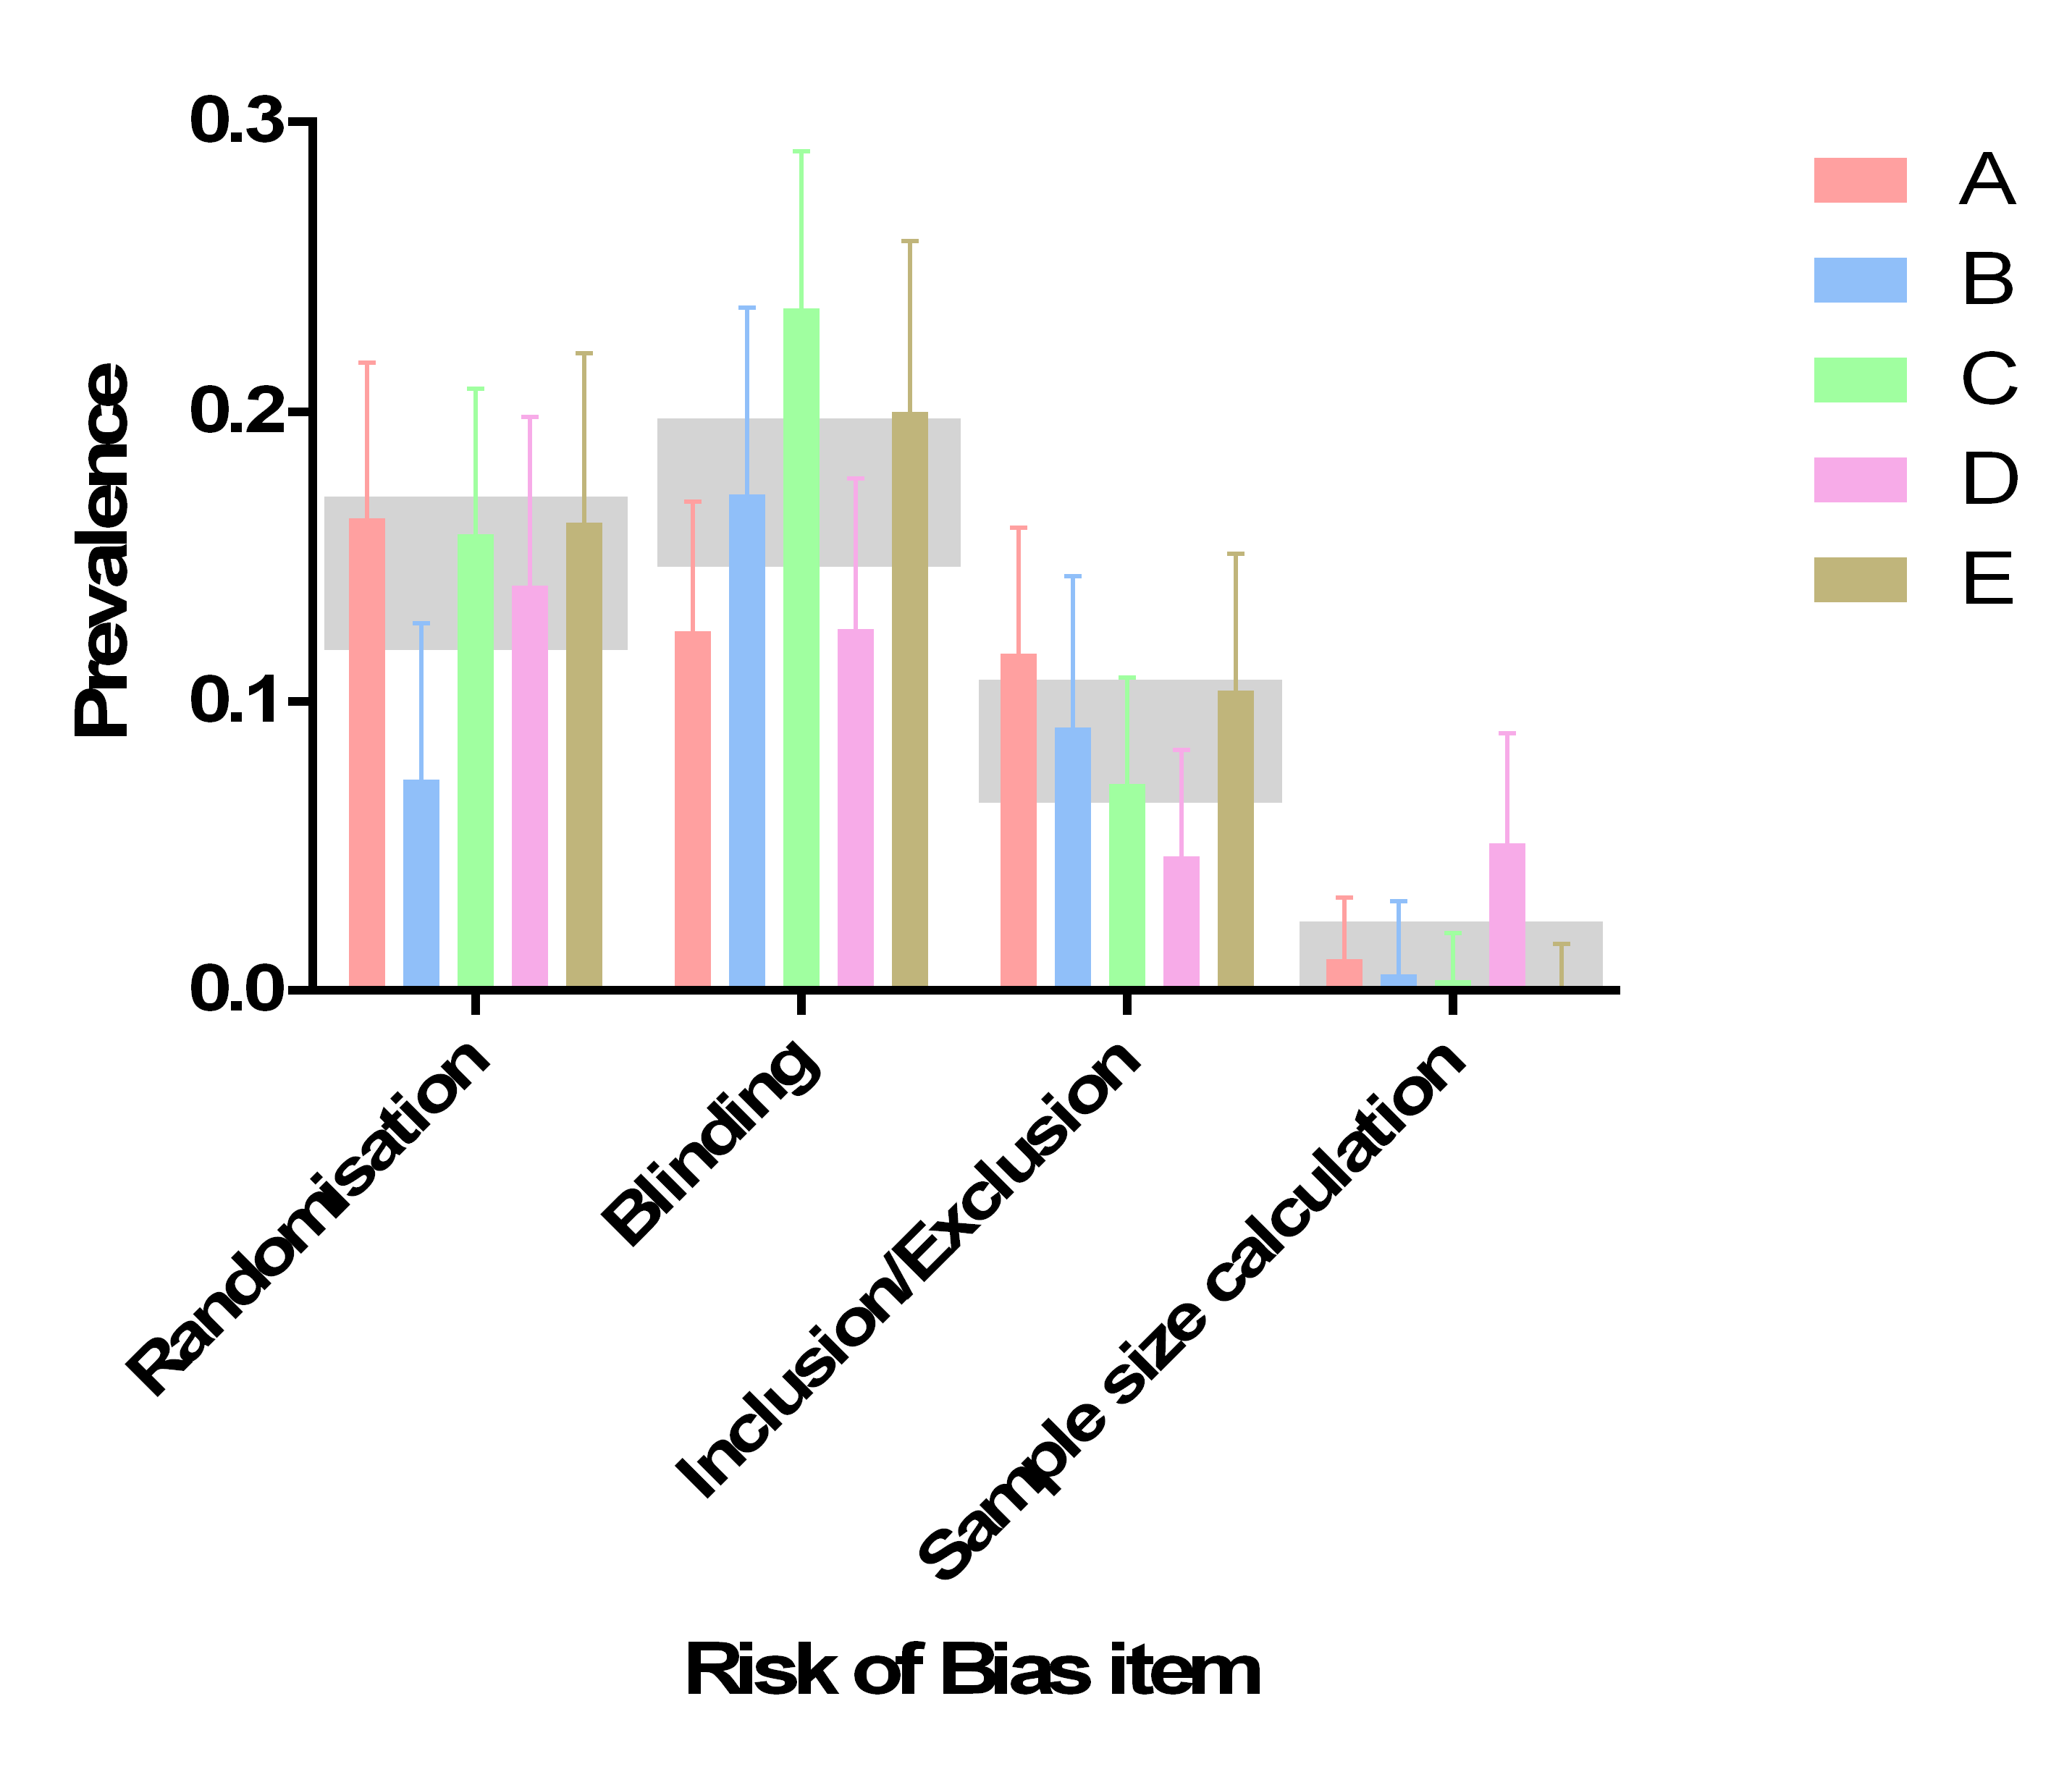 Prevalence
0.3
0.2
0.1
0.0
Randomisation
Blinding
Inclusion/Exclusion
Sample size calculation
Risk of Bias item
A
B
C
D
E